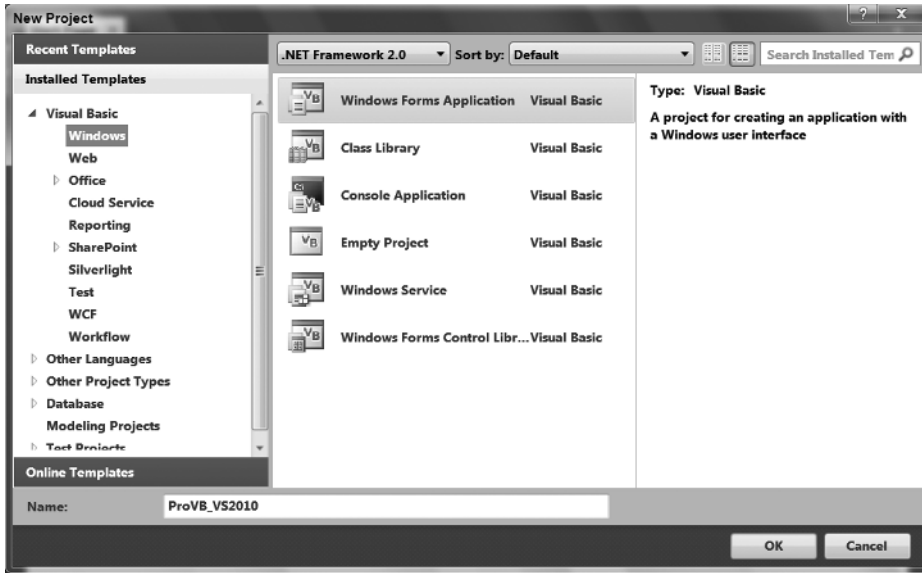 New Project
? X
Recent Templates
.NET Framework 2.0 Sort by: Default
Search Installed Tem
Installed Templates
Visual Basic
Windows
Web
Office
Cloud Service
Reporting
SharePoint
Silverlight
Test
WCF
Workflow
Other Languages
Other Project Types
Database
Modeling Projects
Test Projects
Online Templates
Windows Forms Application Visual Basic
Class Library Visual Basic
Console Application Visual Basic
Empty Project Visual Basic
Windows Service Visual Basic
Windows Forms Control Libr... Visual Basic
Type: Visual Basic
A project for creating an application with
a Windows user interface
Name: ProVB_VS2010
OK Cancel